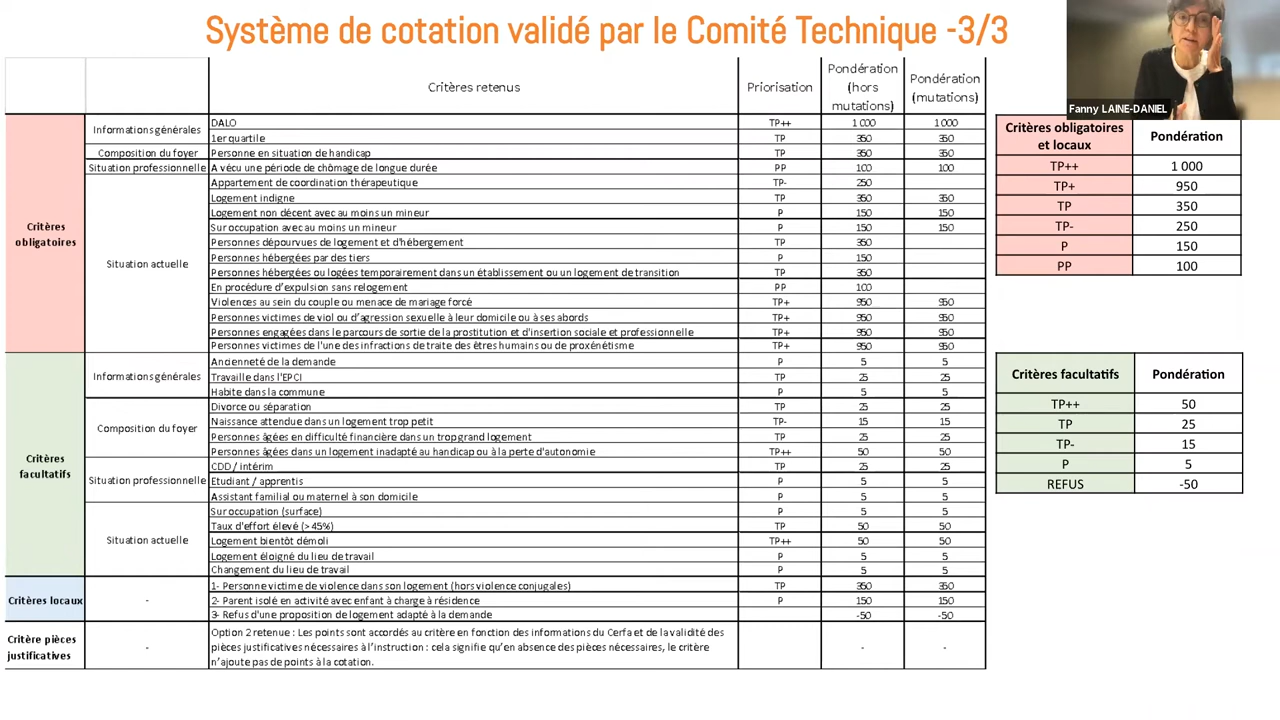 Système de cotation validé par le Comité Technique -3/3
Fanny LAINE-DANIEL
Critères retenus | Priorisation | Pondération (hors mutations) | Pondération (mutations)
Critères obligatoires
Informations générales
DALO | TP++ | 1 000 | 1 000
1er quartile | TP | 350 | 350
Composition du foyer | Personne en situation de handicap | TP | 350 | 350
Situation professionnelle | A vécu une période de chômage de longue durée | PP | 100 | 100
Situation actuelle
Appartement de coordination thérapeutique | TP- | 250
Logement indigne | TP | 350 | 350
Logement non décent avec au moins un mineur | P | 150 | 150
Sur occupation avec au moins un mineur | P | 150 | 150
Personnes dépourvues de logement et d'hébergement | TP | 350
Personnes hébergées par des tiers | P | 150
Personnes hébergées ou logées temporairement dans un établissement ou un logement de transition | TP | 350
En procédure d'expulsion sans relogement | PP | 100
Violences au sein du couple ou menace de mariage forcé | TP+ | 950 | 950
Personnes victimes de viol ou d'agression sexuelle à leur domicile ou à ses abords | TP+ | 950 | 950
Personnes engagées dans le parcours de sortie de la prostitution et d'insertion sociale et professionnelle | TP+ | 950 | 950
Personnes victimes de l'une des infractions de traite des êtres humains ou de proxénétisme | TP+ | 950 | 950
Critères facultatifs
Informations générales
Ancienneté de la demande | P | 5 | 5
Travaille dans l'EPCI | TP | 25 | 25
Habite dans la commune | P | 5 | 5
Composition du foyer
Divorce ou séparation | TP | 25 | 25
Naissance attendue dans un logement trop petit | TP- | 15 | 15
Personnes âgées en difficulté financière dans un trop grand logement | TP | 25 | 25
Personnes âgées dans un logement inadapté au handicap ou à la perte d'autonomie | TP++ | 50 | 50
Situation professionnelle
CDD / intérim | TP | 25 | 25
Etudiant / apprentis | P | 5 | 5
Assistant familial ou maternel à son domicile | P | 5 | 5
Situation actuelle
Sur occupation (surface) | P | 5 | 5
Taux d'effort élevé (> 45%) | TP | 50 | 50
Logement bientôt démoli | TP++ | 50 | 50
Logement éloigné du lieu de travail | P | 5 | 5
Changement du lieu de travail | P | 5 | 5
Critères locaux | -
1- Personne victime de violence dans son logement (hors violence conjugales) | TP | 350 | 350
2- Parent isolé en activité avec enfant à charge à résidence | P | 150 | 150
3- Refus d'une proposition de logement adapté à la demande | -50 | -50
Critère pièces justificatives | -
Option 2 retenue : Les points sont accordés au critère en fonction des informations du Cerfa et de la validité des
pièces justificatives nécessaires à l'instruction : cela signifie qu'en absence des pièces nécessaires, le critère
n'ajoute pas de points à la cotation. | - | -
Critères obligatoires et locaux | Pondération
TP++ | 1 000
TP+ | 950
TP | 350
TP- | 250
P | 150
PP | 100
Critères facultatifs | Pondération
TP++ | 50
TP | 25
TP- | 15
P | 5
REFUS | -50